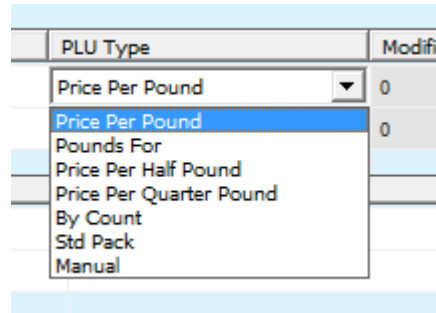 PLU Type
Modifi
Price Per Pound
0
Price Per Pound
0
Pounds For
Price Per Half Pound
Price Per Quarter Pound
By Count
Std Pack
Manual